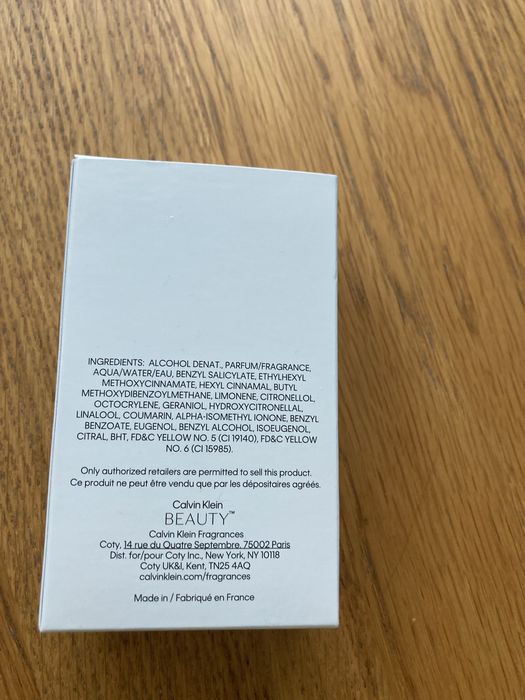 INGREDIENTS: ALCOHOL DENAT., PARFUM/FRAGRANCE,
AQUA/WATER/EAU, BENZYL SALICYLATE, ETHYLHEXYL
METHOXYCINNAMATE, HEXYL CINNAMAL, BUTYL
METHOXYDIBENZOYLMETHANE, LIMONENE, CITRONELLOL,
OCTOCRYLENE, GERANIOL, HYDROXYCITRONELLAL,
LINALOOL, COUMARIN, ALPHA-ISOMETHYL IONONE, BENZYL
BENZOATE, EUGENOL, BENZYL ALCOHOL, ISOEUGENOL,
CITRAL, BHT, FD&C YELLOW NO. 5 (CI 19140), FD&C YELLOW
NO. 6 (CI 15985).
Only authorized retailers are permitted to sell this product.
Ce produit ne peut être vendu que par les dépositaires agréés.
Calvin Klein
BEAUTY™
Calvin Klein Fragrances
Coty, 14 rue du Quatre Septembre, 75002 Paris
Dist. for/pour Coty Inc., New York, NY 10118
Coty UK&I, Kent, TN25 4AQ
calvinklein.com/fragrances
Made in / Fabriqué en France